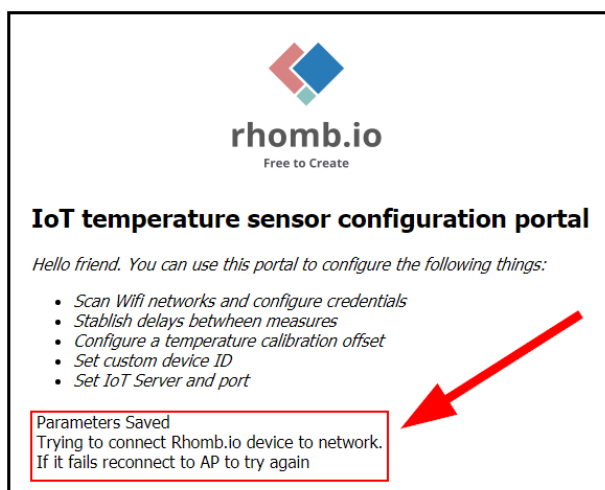 rhomb.io
Free to Create
IoT temperature sensor configuration portal
Hello friend. You can use this portal to configure the following things:
• Scan Wifi networks and configure credentials
• Stablish delays betwheen measures
• Configure a temperature calibration offset
• Set custom device ID
• Set IoT Server and port
Parameters Saved
Trying to connect Rhomb.io device to network.
If it fails reconnect to AP to try again